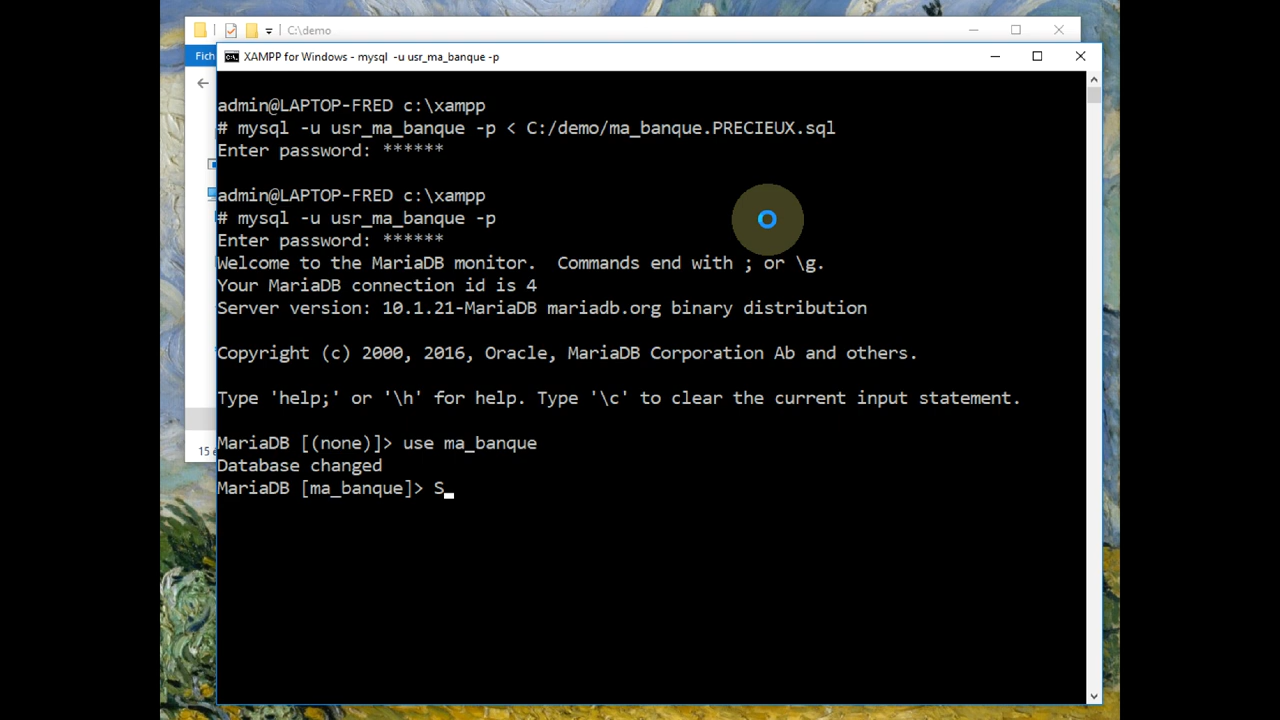 C:\demo
Fich
XAMPP for Windows - mysql -u usr_ma_banque -p
admin@LAPTOP-FRED c:\xampp
# mysql -u usr_ma_banque -p < C:/demo/ma_banque.PRECIEUX.sql
Enter password: ******
admin@LAPTOP-FRED c:\xampp
# mysql -u usr_ma_banque -p
Enter password: ******
Welcome to the MariaDB monitor.  Commands end with ; or \g.
Your MariaDB connection id is 4
Server version: 10.1.21-MariaDB mariadb.org binary distribution
Copyright (c) 2000, 2016, Oracle, MariaDB Corporation Ab and others.
Type 'help;' or '\h' for help. Type '\c' to clear the current input statement.
MariaDB [(none)]> use ma_banque
15 é
Database changed
MariaDB [ma_banque]> S_